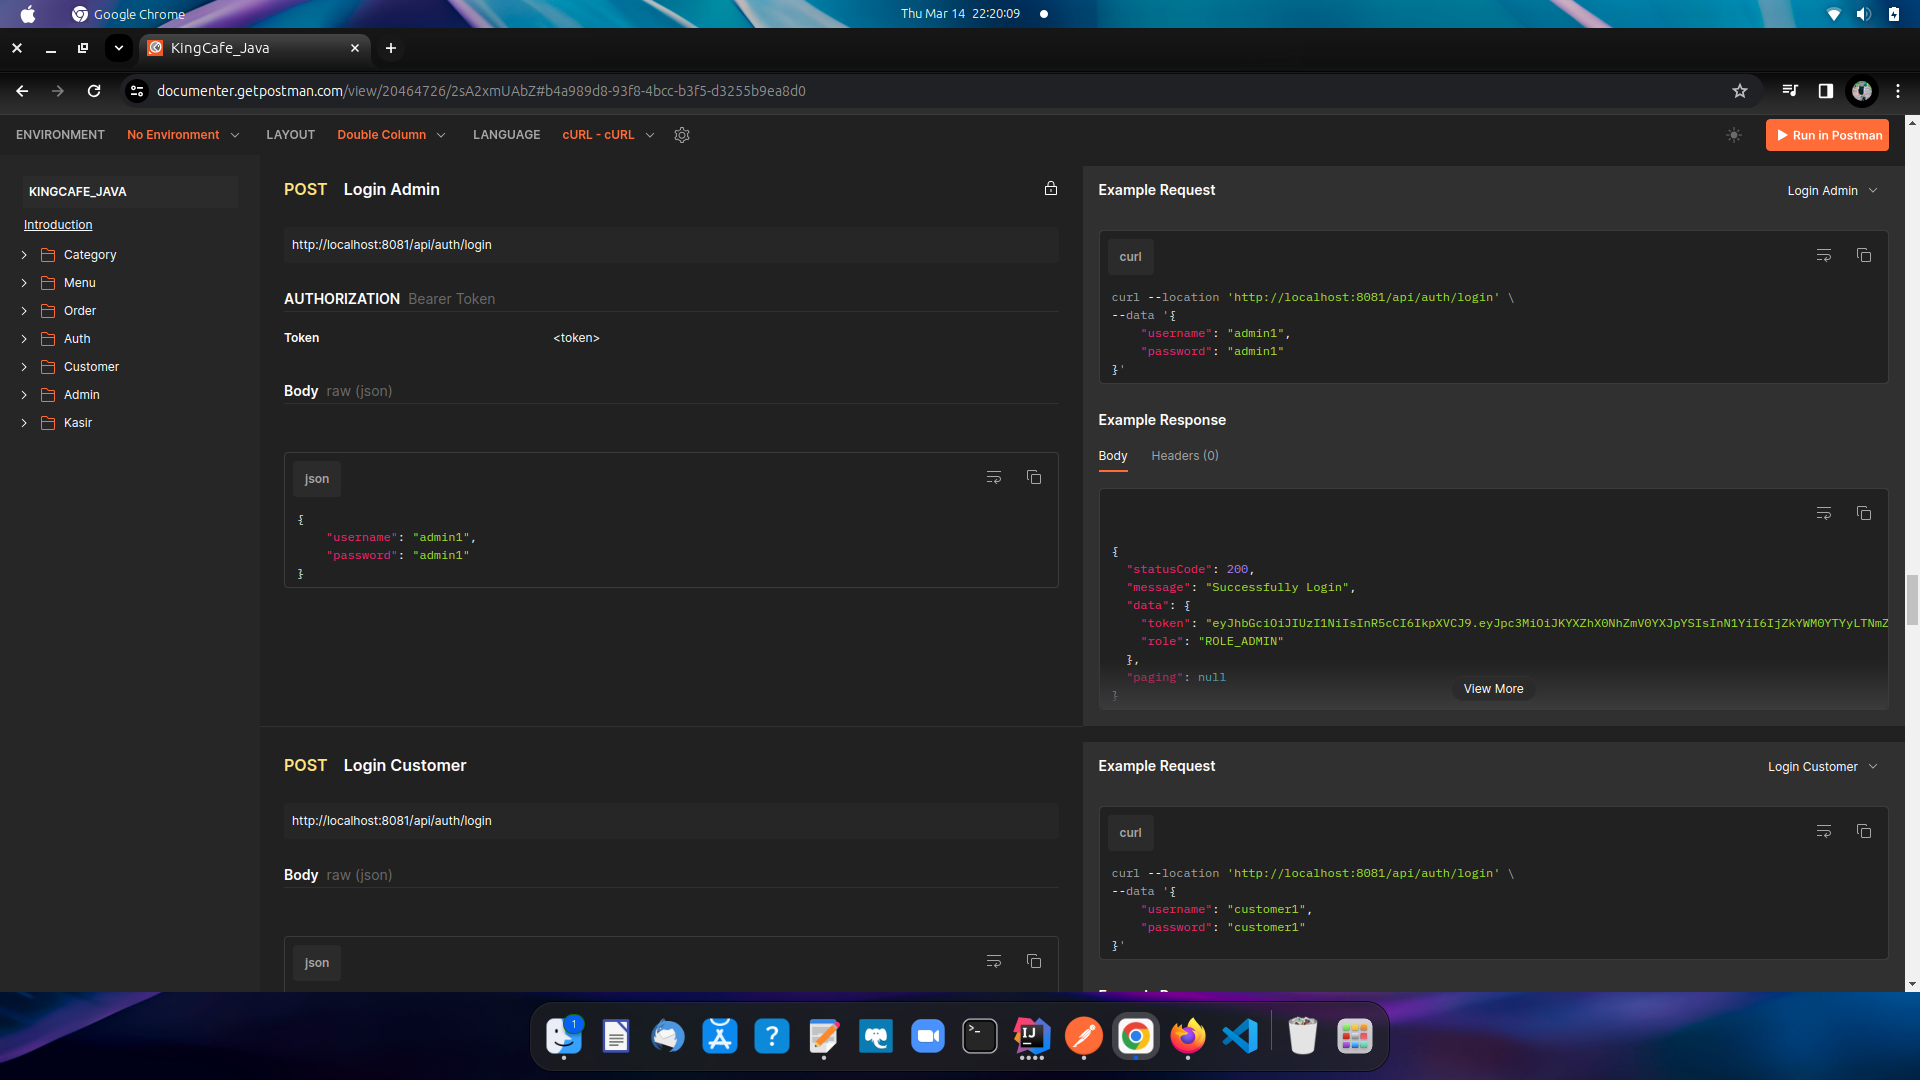 Google Chrome
Thu Mar 14 22:20:09
KingCafe_Java
documenter.getpostman.com/view/20464726/2sA2xmUAbZ#b4a989d8-93f8-4bcc-b3f5-d3255b9ea8d0
ENVIRONMENT No Environment LAYOUT Double Column LANGUAGE cURL - cURL Run in Postman
KINGCAFE_JAVA
Introduction
Category
Menu
Order
Auth
Customer
Admin
Kasir
POST Login Admin
http://localhost:8081/api/auth/login
AUTHORIZATION Bearer Token
Token <token>
Body raw (json)
json
{
"username": "admin1",
"password": "admin1"
}
Example Request Login Admin
curl
curl --location 'http://localhost:8081/api/auth/login' \
--data '{
"username": "admin1",
"password": "admin1"
}'
Example Response
Body Headers (0)
{
"statusCode": 200,
"message": "Successfully Login",
"data": {
"token": "eyJhbGciOiJIUzI1NiIsInR5cCI6IkpXVCJ9.eyJpc3MiOiJKYXZhX0NhZmV0YXJpYSIsInN1YiI6IjZkYWM0YTYyLTNmZ
"role": "ROLE_ADMIN"
},
"paging": null
}
View More
POST Login Customer
http://localhost:8081/api/auth/login
Body raw (json)
json
Example Request Login Customer
curl
curl --location 'http://localhost:8081/api/auth/login' \
--data '{
"username": "customer1",
"password": "customer1"
}'
1